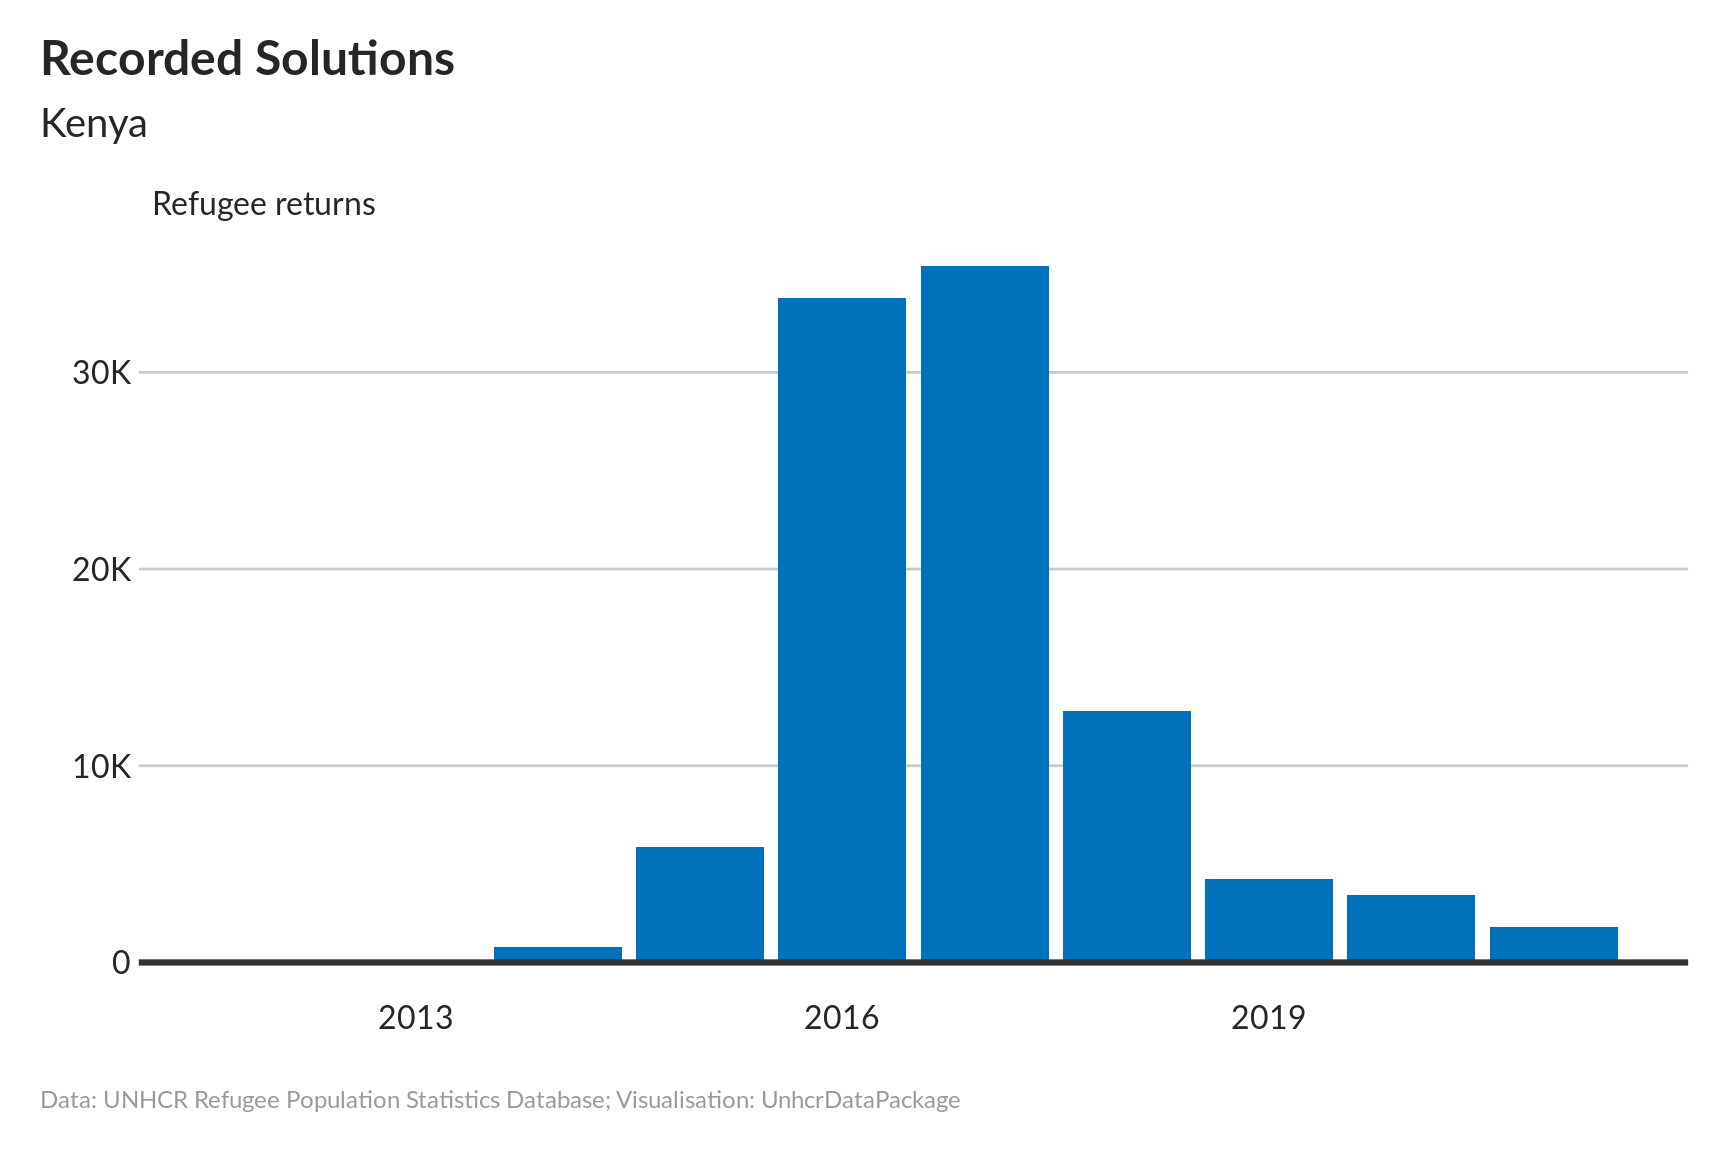 Recorded Solutions
Kenya
Refugee returns
30K
20K
10K
0
2013 2016 2019
Data: UNHCR Refugee Population Statistics Database; Visualisation: UnhcrDataPackage